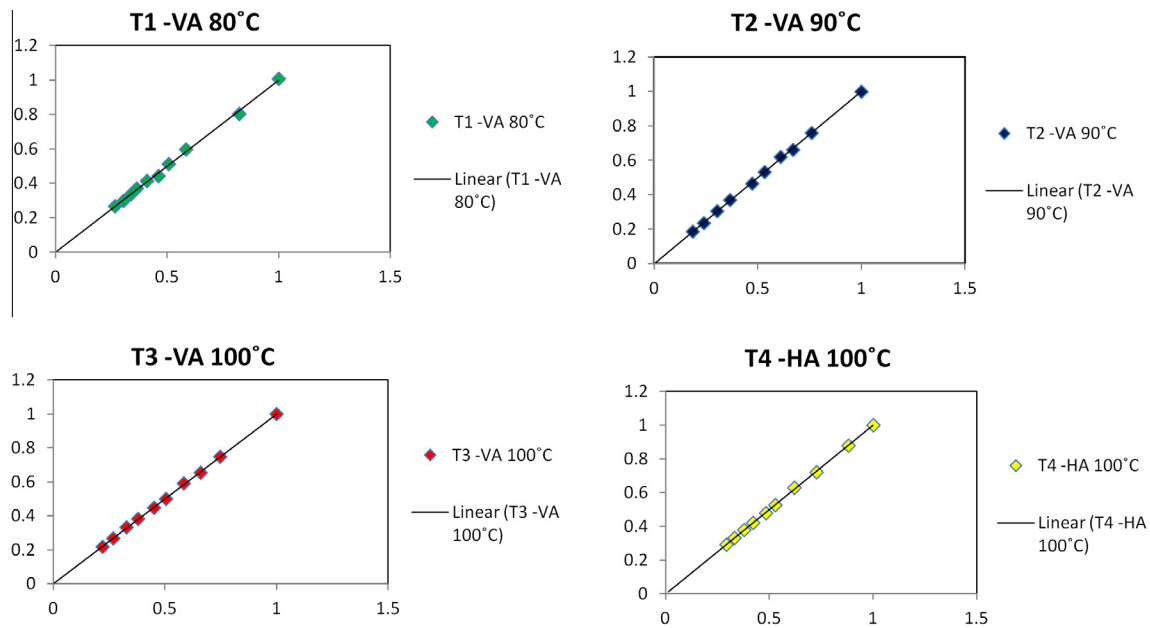 T1 -VA 80˚C
1.2
1
0.8
0.6
0.4
0.2
0
0
0.5
1
1.5
T1 -VA 80˚C
Linear (T1 -VA
80˚C)
T2 -VA 90˚C
1.2
1
0.8
0.6
0.4
0.2
0
0
0.5
1
1.5
T2 -VA 90˚C
Linear (T2 -VA
90˚C)
T3 -VA 100˚C
1.2
1
0.8
0.6
0.4
0.2
0
0
0.5
1
1.5
T3 -VA 100˚C
Linear (T3 -VA
100˚C)
T4 -HA 100˚C
1.2
1
0.8
0.6
0.4
0.2
0
0
0.5
1
1.5
T4 -HA 100˚C
Linear (T4 -HA
100˚C)